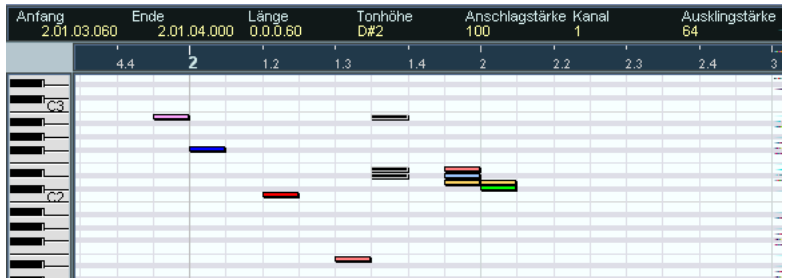 Anfang Ende Länge Tonhöhe Anschlagstärke Kanal Ausklingstärke
2.01.03.060 2.01.04.000 0.0.0.60 D#2 100 1 64
4.4 2 1.2 1.3 1.4 2 2.2 2.3 2.4 3
C3
C2